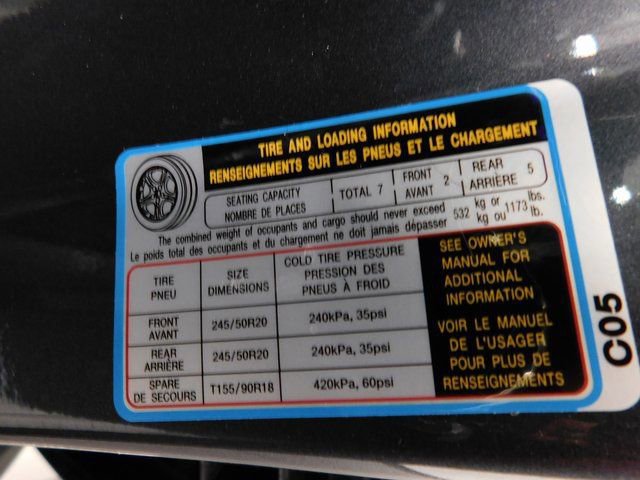 TIRE AND LOADING INFORMATION
RENSEIGNEMENTS SUR LES PNEUS ET LE CHARGEMENT
SEATING CAPACITY
NOMBRE DE PLACES
TOTAL 7
FRONT
AVANT
2
REAR
ARRIÈRE
5
The combined weight of occupants and cargo should never exceed 532 kg or 1173 lbs.
Le poids total des occupants et du chargement ne doit jamais dépasser 532 kg ou 1173 lb.
TIRE
PNEU
SIZE
DIMENSIONS
COLD TIRE PRESSURE
PRESSION DES
PNEUS À FROID
FRONT
AVANT
245/50R20
240kPa, 35psi
REAR
ARRIÈRE
245/50R20
240kPa, 35psi
SPARE
DE SECOURS
T155/90R18
420kPa, 60psi
SEE OWNER'S
MANUAL FOR
ADDITIONAL
INFORMATION
VOIR LE MANUEL
DE L'USAGER
POUR PLUS DE
RENSEIGNEMENTS
C05